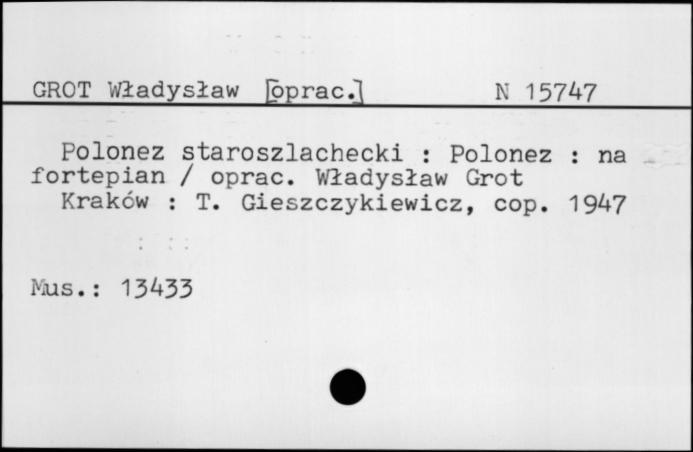 GROT Władysław [oprac.] N 15747
Polonez staroszlachecki : Polonez : na
fortepian / oprac. Władysław Grot
Kraków : T. Gieszczykiewicz, cop. 1947
Mus.: 13433